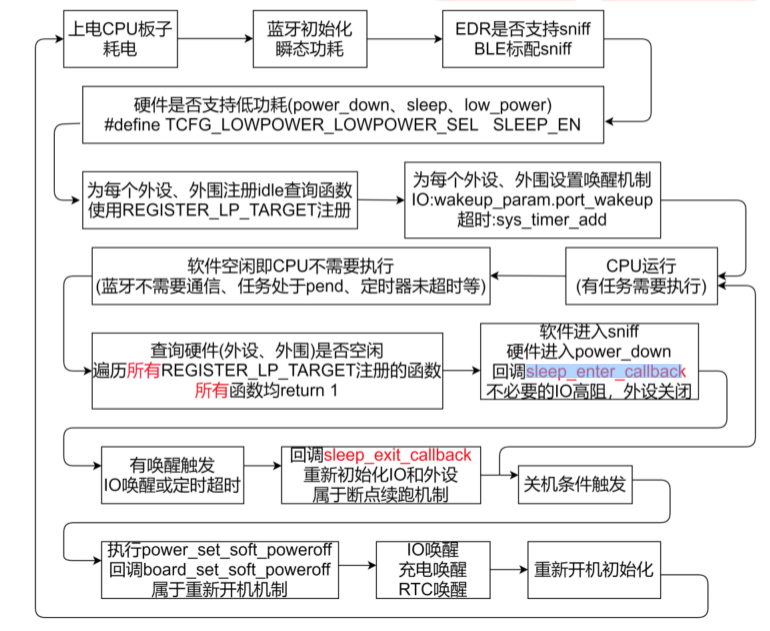 上电CPU板子
耗电
蓝牙初始化
瞬态功耗
EDR是否支持sniff
BLE标配sniff
硬件是否支持低功耗(power_down、sleep、low_power)
#define TCFG_LOWPOWER_LOWPOWER_SEL SLEEP_EN
为每个外设、外围注册idle查询函数
使用REGISTER_LP_TARGET注册
为每个外设、外围设置唤醒机制
IO:wakeup_param.port_wakeup
超时:sys_timer_add
软件空闲即CPU不需要执行
(蓝牙不需要通信、任务处于pend、定时器未超时等)
CPU运行
(有任务需要执行)
查询硬件(外设、外围)是否空闲
遍历所有REGISTER_LP_TARGET注册的函数
所有函数均return 1
软件进入sniff
硬件进入power_down
回调sleep_enter_callback
不必要的IO高阻，外设关闭
有唤醒触发
IO唤醒或定时超时
回调sleep_exit_callback
重新初始化IO和外设
属于断点续跑机制
关机条件触发
执行power_set_soft_poweroff
回调board_set_soft_poweroff
属于重新开机机制
IO唤醒
充电唤醒
RTC唤醒
重新开机初始化